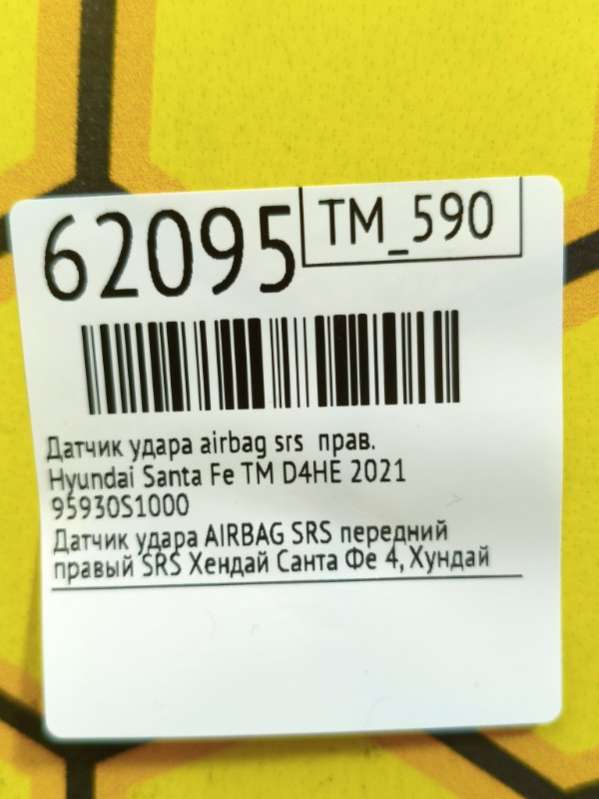 62095
TM_590
Датчик удара airbag srs прав.
Hyundai Santa Fe TM D4HE 2021
95930S1000
Датчик удара AIRBAG SRS передний
правый SRS Хендай Санта Фе 4, Хундай